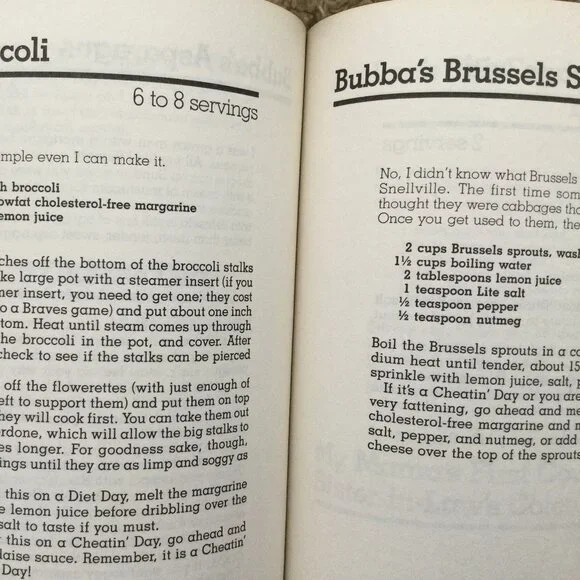 coli
6 to 8 servings
mple even I can make it.
h broccoli
owfat cholesterol-free margarine
emon juice
ches off the bottom of the broccoli stalks
ke large pot with a steamer insert (if you
mer insert, you need to get one; they cost
o a Braves game) and put about one inch
tom. Heat until steam comes up through
the broccoli in the pot, and cover. After
check to see if the stalks can be pierced
off the flowerettes (with just enough of
eft to support them) and put them on top
hey will cook first. You can take them out
rdone, which will allow the big stalks to
es longer. For goodness sake, though,
ings until they are as limp and soggy as
this on a Diet Day, melt the margarine
e lemon juice before dribbling over the
salt to taste if you must.
r this on a Cheatin' Day, go ahead and
daise sauce. Remember, it is a Cheatin'
Day!
Bubba's Brussels S
No, I didn't know what Brussels
Snellville. The first time som
thought they were cabbages tha
Once you get used to them, the
2 cups Brussels sprouts, wash
1½ cups boiling water
2 tablespoons lemon juice
1 teaspoon Lite salt
½ teaspoon pepper
½ teaspoon nutmeg
Boil the Brussels sprouts in a co
dium heat until tender, about 15
sprinkle with lemon juice, salt, p
If it's a Cheatin' Day or you are
very fattening, go ahead and me
cholesterol-free margarine and m
salt, pepper, and nutmeg, or add
cheese over the top of the sprouts